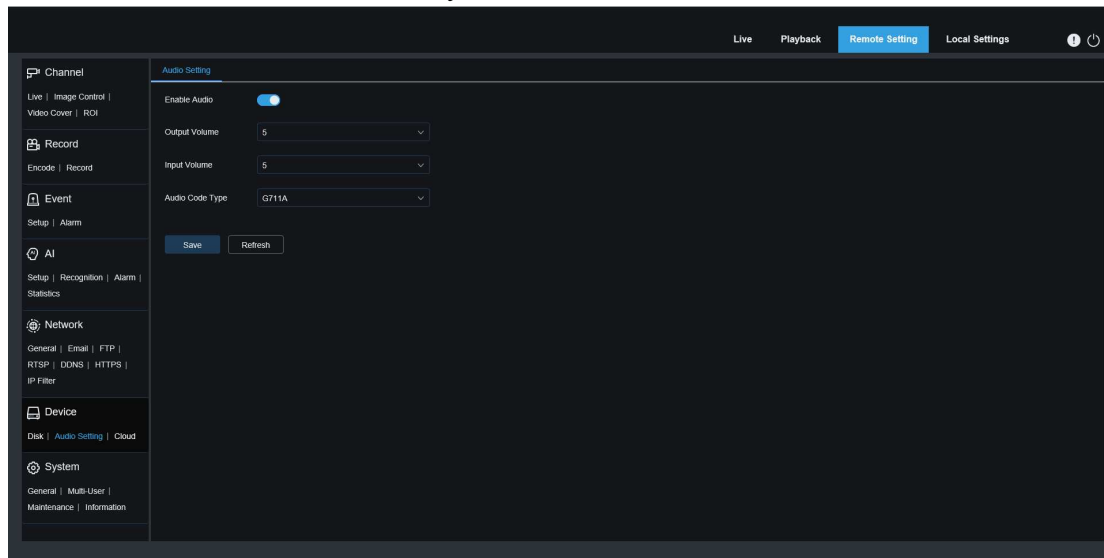 Live Playback Remote Setting Local Settings
Channel
Live | Image Control |
Video Cover | ROI
Record
Encode | Record
Event
Setup | Alarm
AI
Setup | Recognition | Alarm |
Statistics
Network
General | Email | FTP |
RTSP | DDNS | HTTPS |
IP Filter
Device
Disk | Audio Setting | Cloud
System
General | Multi-User |
Maintenance | Information
Audio Setting
Enable Audio
Output Volume 5
Input Volume 5
Audio Code Type G711A
Save Refresh